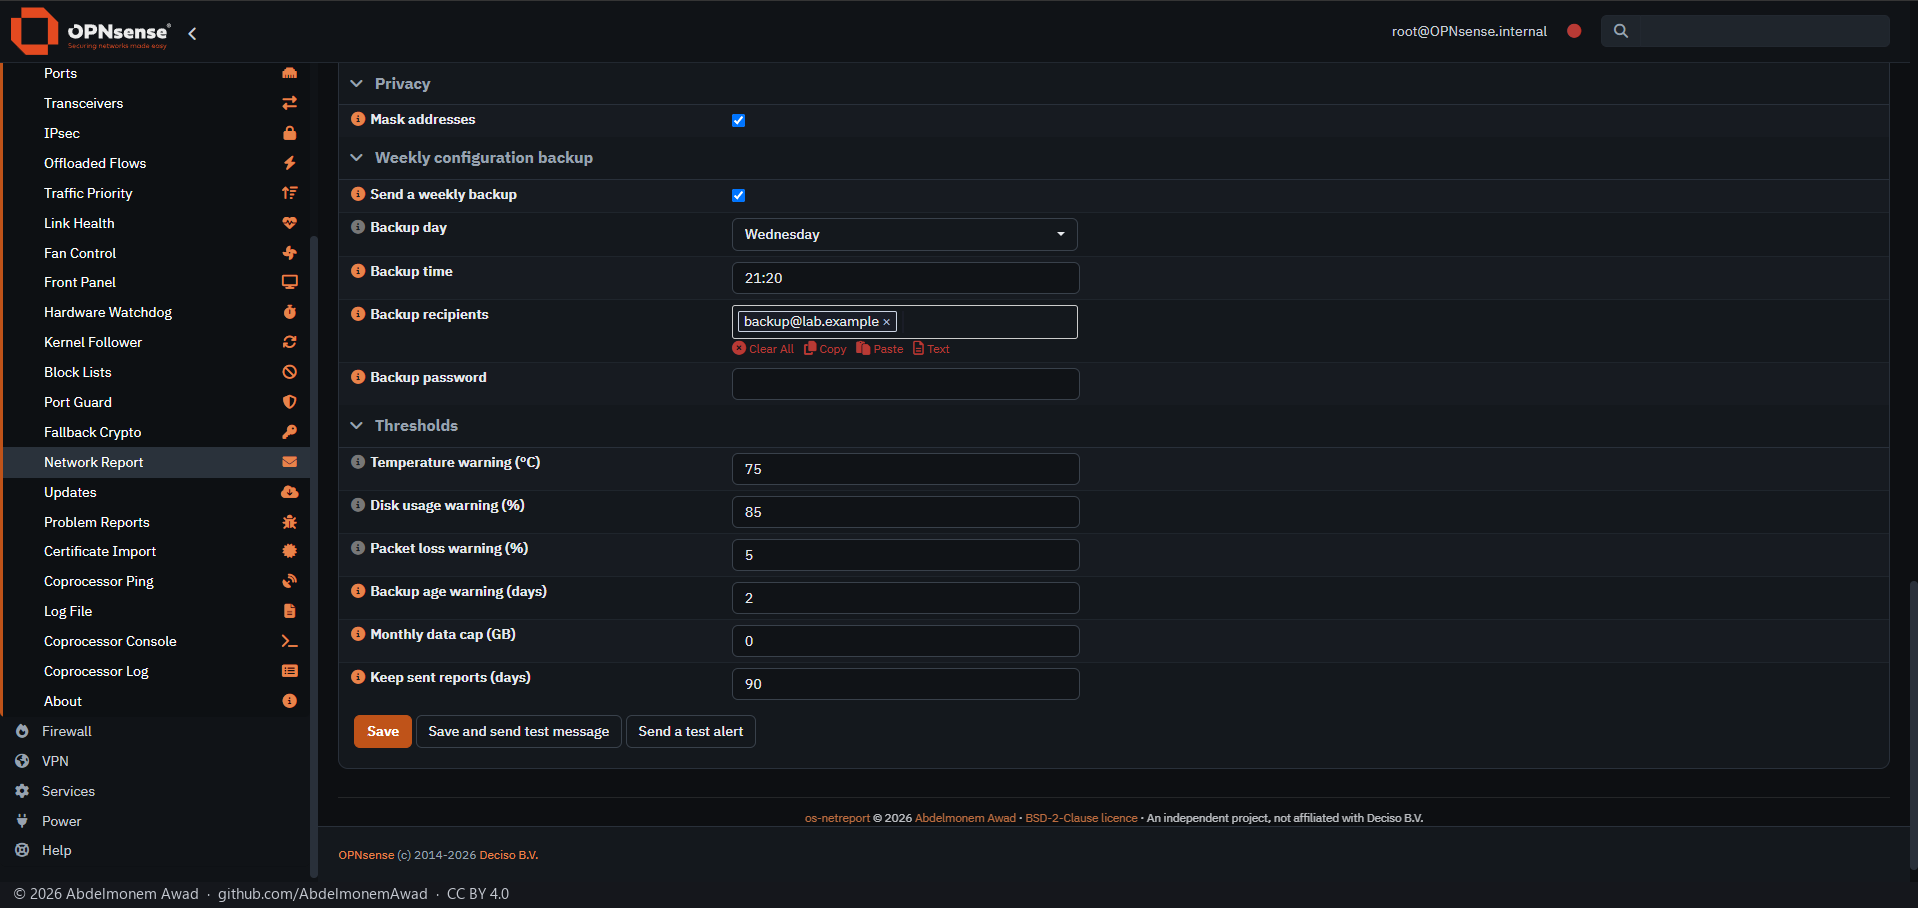 OPNsense
Securing networks made easy
root@OPNsense.internal
Ports
Transceivers
IPsec
Offloaded Flows
Traffic Priority
Link Health
Fan Control
Front Panel
Hardware Watchdog
Kernel Follower
Block Lists
Port Guard
Fallback Crypto
Network Report
Updates
Problem Reports
Certificate Import
Coprocessor Ping
Log File
Coprocessor Console
Coprocessor Log
About
Firewall
VPN
Services
Power
Help
Privacy
Mask addresses
Weekly configuration backup
Send a weekly backup
Backup day
Wednesday
Backup time
21:20
Backup recipients
backup@lab.example ×
Clear All Copy Paste Text
Backup password
Thresholds
Temperature warning (°C)
75
Disk usage warning (%)
85
Packet loss warning (%)
5
Backup age warning (days)
2
Monthly data cap (GB)
0
Keep sent reports (days)
90
Save
Save and send test message
Send a test alert
os-netreport © 2026 Abdelmonem Awad · BSD-2-Clause licence · An independent project, not affiliated with Deciso B.V.
OPNsense (c) 2014-2026 Deciso B.V.
© 2026 Abdelmonem Awad · github.com/AbdelmonemAwad · CC BY 4.0